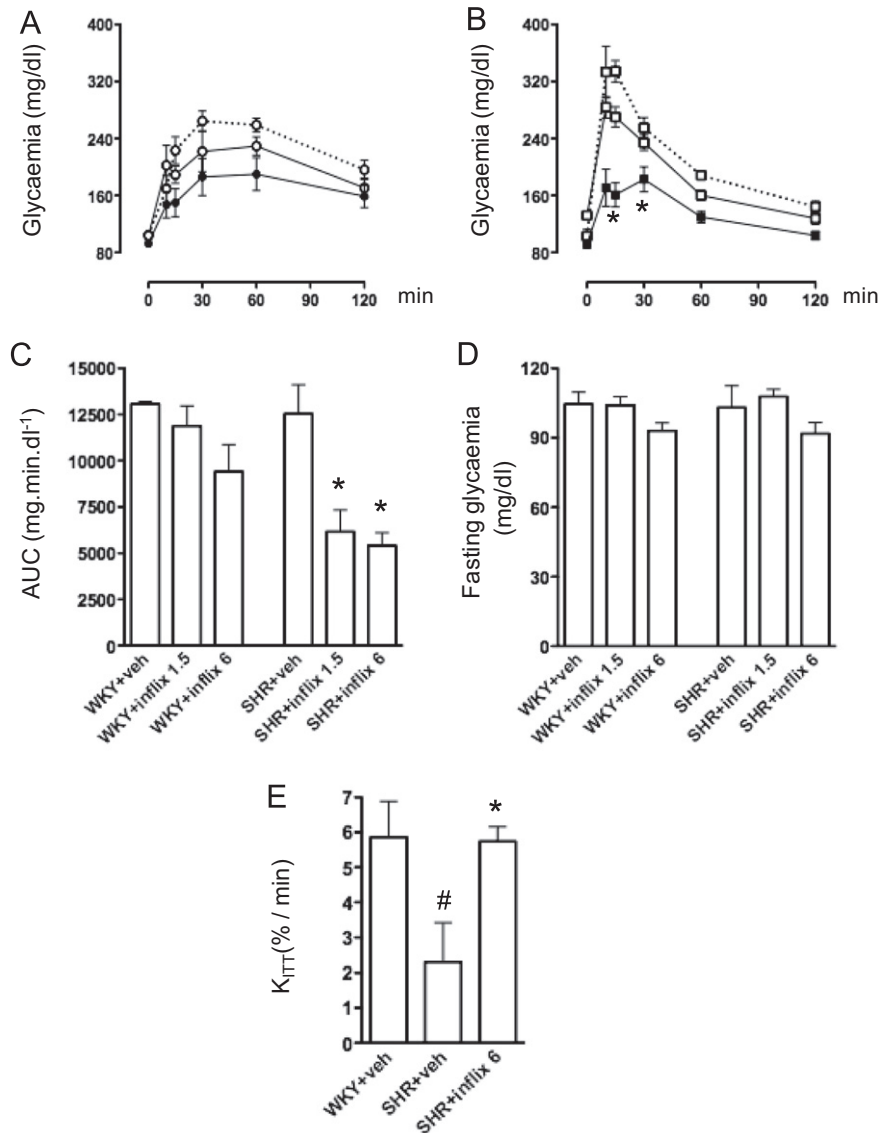 A
Glycaemia (mg/dl)
400
320
240
160
80
0
30
60
90
120
min
B
Glycaemia (mg/dl)
400
320
240
160
80
*
*
0
30
60
90
120
min
C
AUC (mg.min.dl-1)
15000
12500
10000
7500
5000
2500
0
*
*
WKY+veh
WKY+inflix 1.5
WKY+inflix 6
SHR+veh
SHR+inflix 1.5
SHR+inflix 6
D
Fasting glycaemia
(mg/dl)
120
90
60
30
0
WKY+veh
WKY+inflix 1.5
WKY+inflix 6
SHR+veh
SHR+inflix 1.5
SHR+inflix 6
E
KITT(% / min)
7
6
5
4
3
2
1
0
#
*
WKY+veh
SHR+veh
SHR+inflix 6